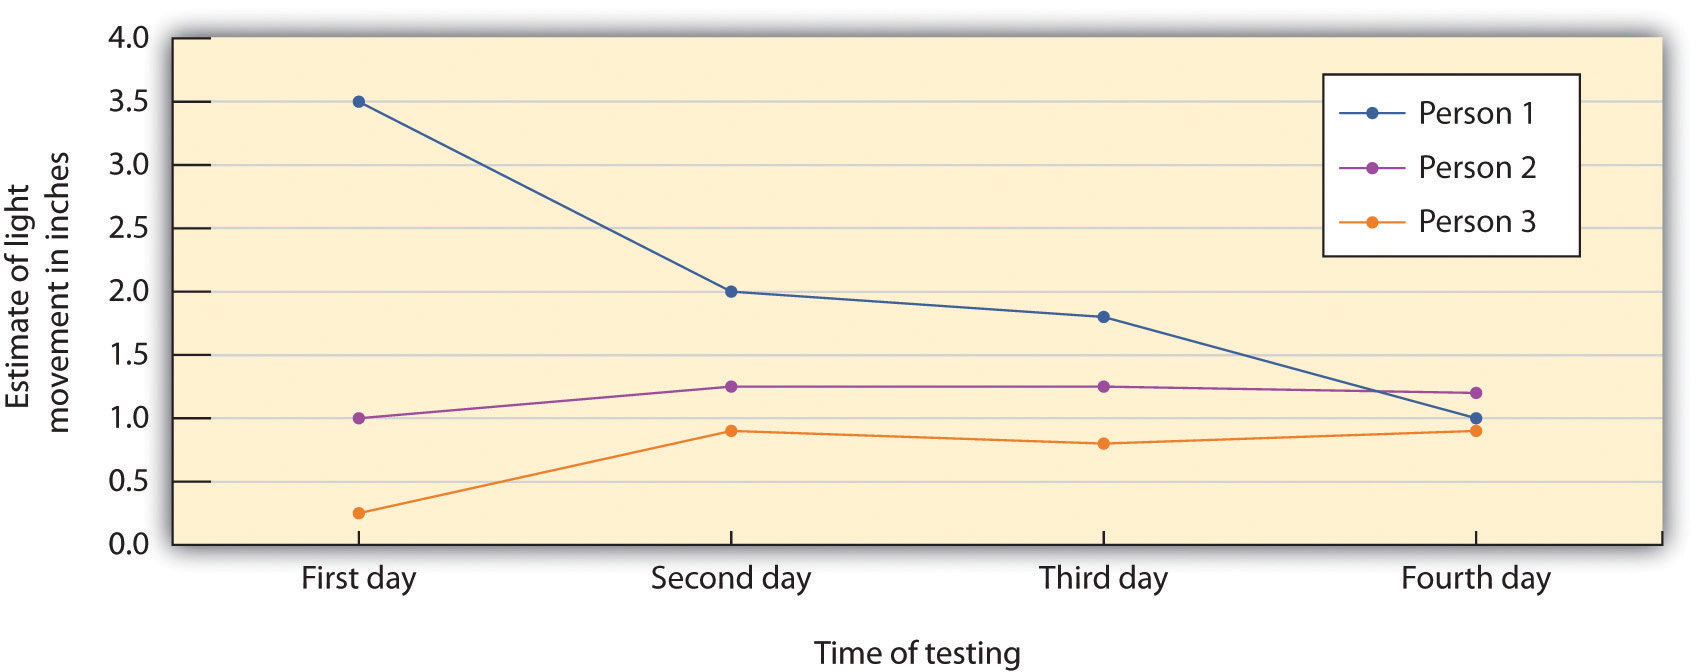 4.0
3.5
3.0
2.5
2.0
1.5
1.0
0.5
0.0
Estimate of light
movement in inches
Person 1
Person 2
Person 3
First day
Second day
Third day
Fourth day
Time of testing